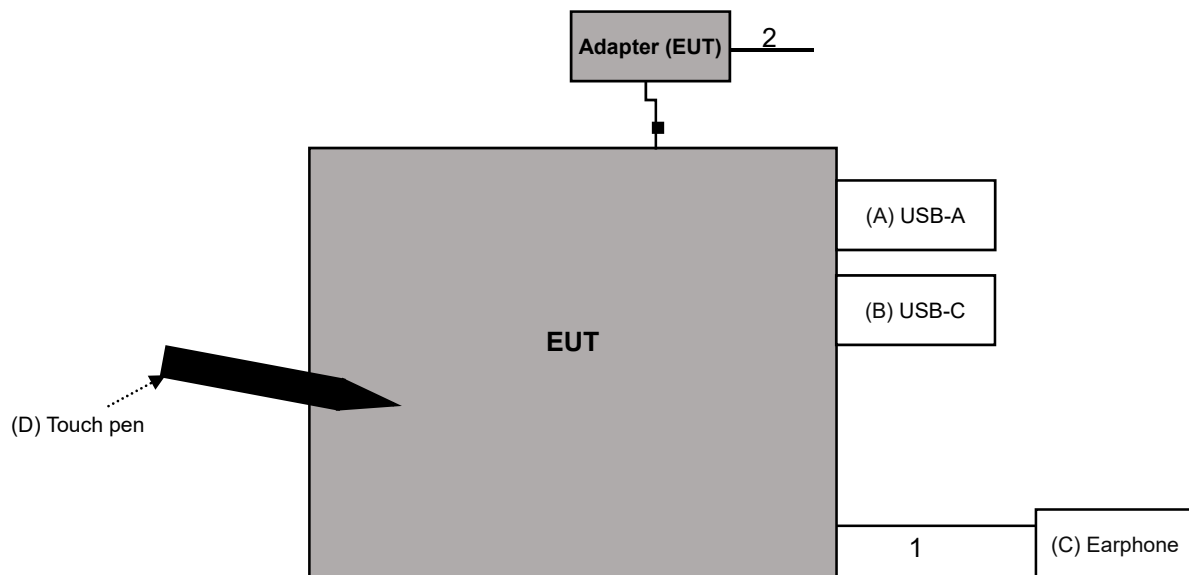 Adapter (EUT)
2
(A) USB-A
(B) USB-C
EUT
(D) Touch pen
1
(C) Earphone